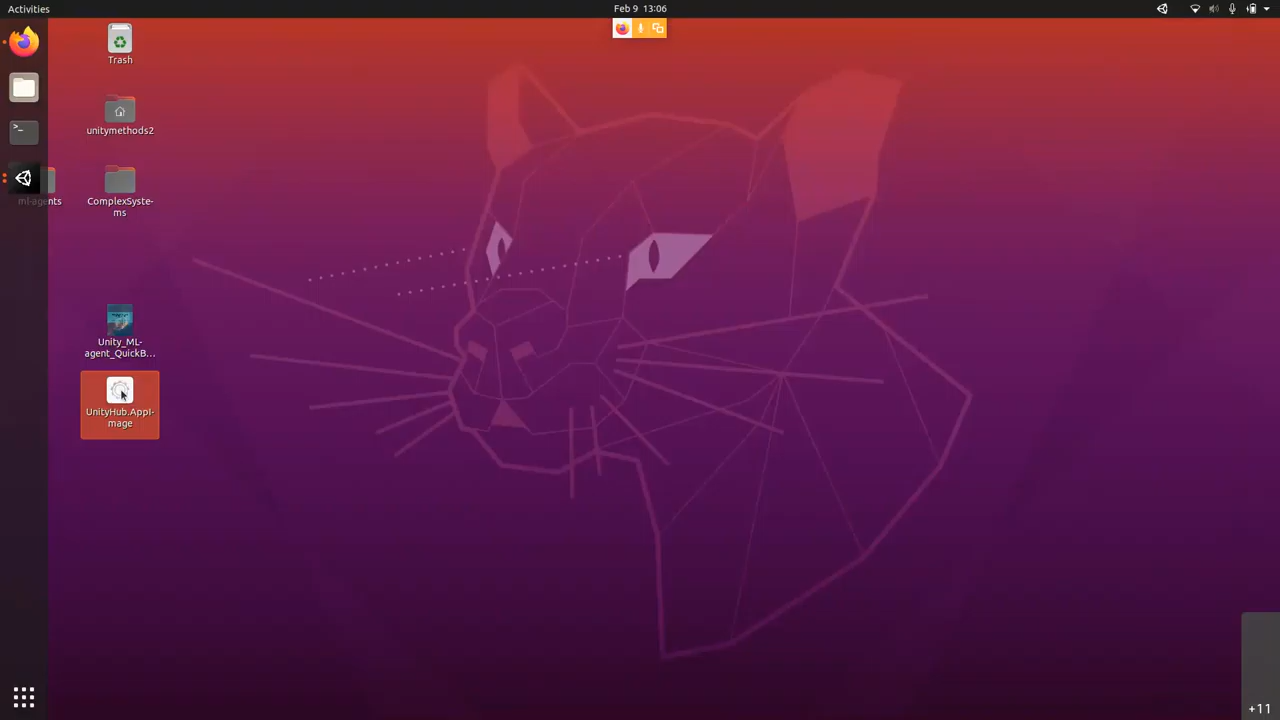 Activities
Feb 9 13:06
Trash
unitymethods2
ml-agents
ComplexSyste-
ms
Unity_ML-
agent_QuickB...
UnityHub.AppI-
mage
+11